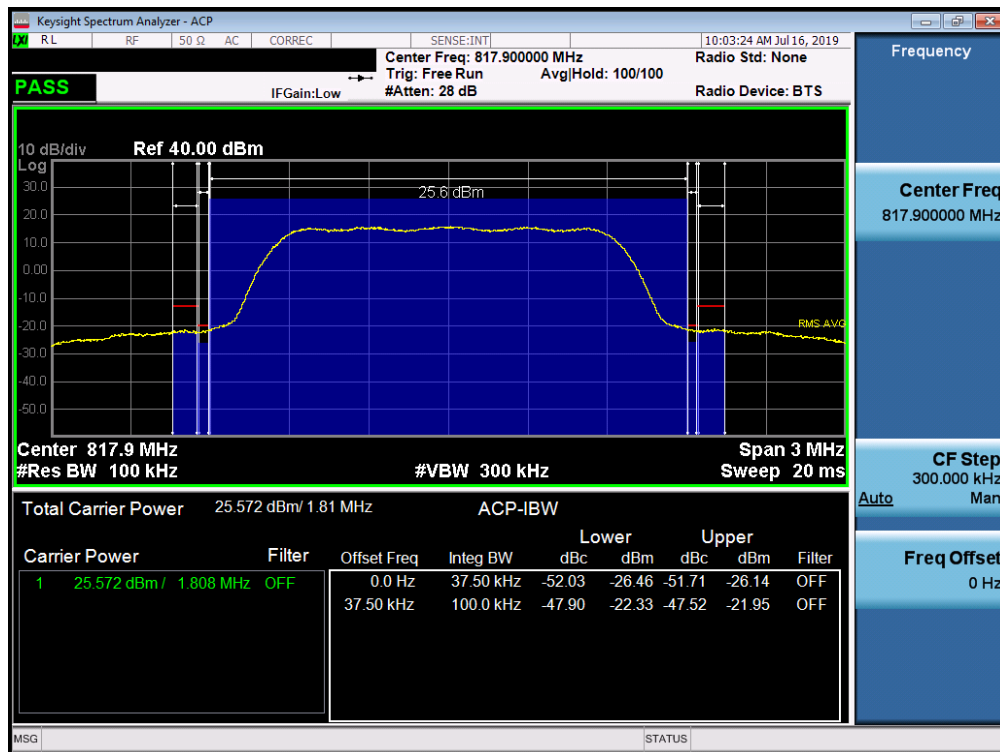 Keysight Spectrum Analyzer - ACP
LXI RL RF 50 Ω AC CORREC SENSE:INT 10:03:24 AM Jul 16, 2019
Center Freq: 817.900000 MHz Radio Std: None
Trig: Free Run Avg|Hold: 100/100
PASS IFGain:Low #Atten: 28 dB Radio Device: BTS
Frequency
10 dB/div Ref 40.00 dBm
Log
30.0
20.0
10.0
0.00
-10.0
-20.0
-30.0
-40.0
-50.0
25.6 dBm
RMS AVG
Center 817.9 MHz Span 3 MHz
#Res BW 100 kHz #VBW 300 kHz Sweep 20 ms
Center Freq
817.900000 MHz
CF Step
300.000 kHz
Auto Man
Freq Offset
0 Hz
Total Carrier Power 25.572 dBm/ 1.81 MHz ACP-IBW
Lower Upper
Carrier Power Filter Offset Freq Integ BW dBc dBm dBc dBm Filter
1 25.572 dBm / 1.808 MHz OFF 0.0 Hz 37.50 kHz -52.03 -26.46 -51.71 -26.14 OFF
37.50 kHz 100.0 kHz -47.90 -22.33 -47.52 -21.95 OFF
MSG STATUS